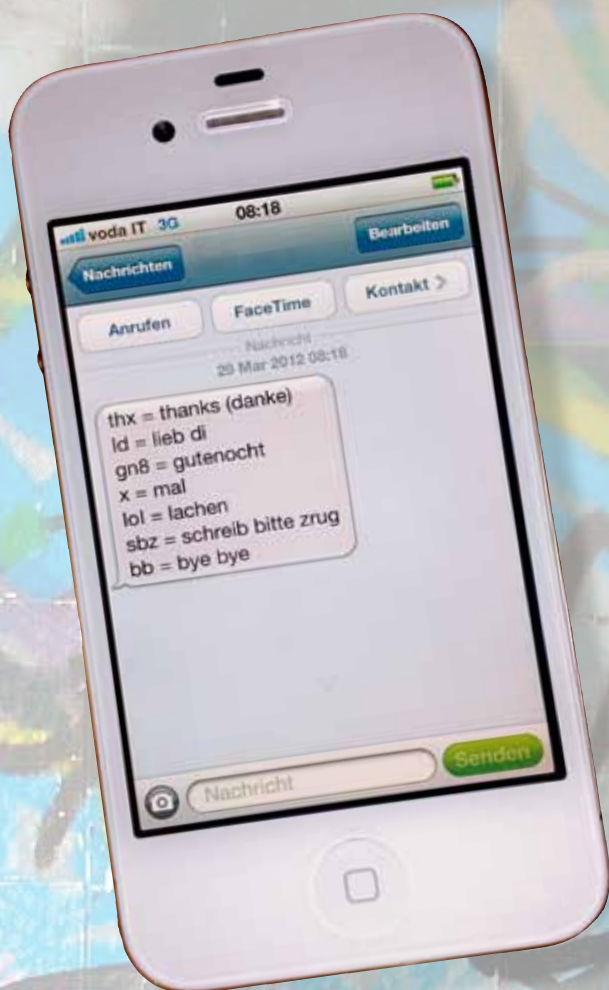 voda IT 3G 08:18
Nachrichten Bearbeiten
Anrufen FaceTime Kontakt
Nachricht
29 Mar 2012 08:18
thx = thanks (danke)
ld = lieb di
gn8 = gutenocht
x = mal
lol = lachen
sbz = schreib bitte zrug
bb = bye bye
Nachricht Senden